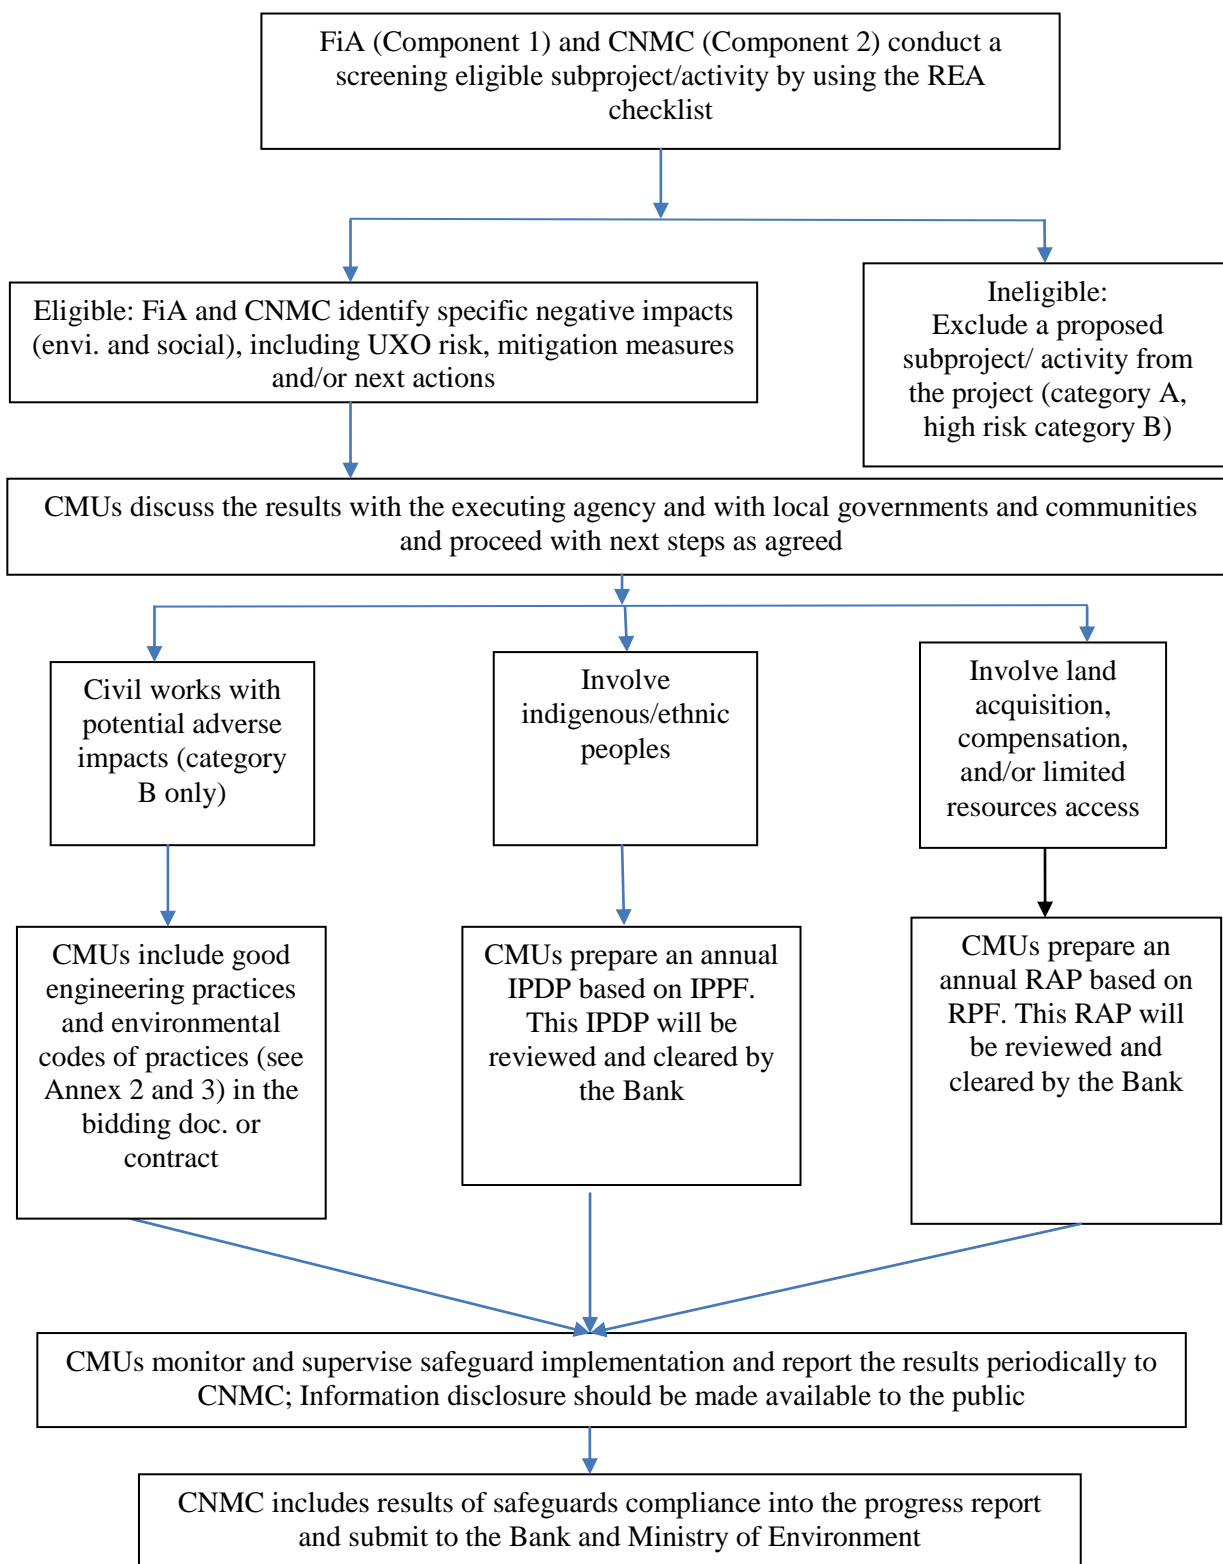 FiA (Component 1) and CNMC (Component 2) conduct a
screening eligible subproject/activity by using the REA
checklist
Eligible: FiA and CNMC identify specific negative impacts
(envi. and social), including UXO risk, mitigation measures
and/or next actions
Ineligible:
Exclude a proposed
subproject/ activity from
the project (category A,
high risk category B)
CMUs discuss the results with the executing agency and with local governments and communities
and proceed with next steps as agreed
Civil works with
potential adverse
impacts (category
B only)
Involve
indigenous/ethnic
peoples
Involve land
acquisition,
compensation,
and/or limited
resources access
CMUs include good
engineering practices
and environmental
codes of practices (see
Annex 2 and 3) in the
bidding doc. or
contract
CMUs prepare an annual
IPDP based on IPPF.
This IPDP will be
reviewed and cleared by
the Bank
CMUs prepare an
annual RAP based on
RPF. This RAP will
be reviewed and
cleared by the Bank
CMUs monitor and supervise safeguard implementation and report the results periodically to
CNMC; Information disclosure should be made available to the public
CNMC includes results of safeguards compliance into the progress report
and submit to the Bank and Ministry of Environment